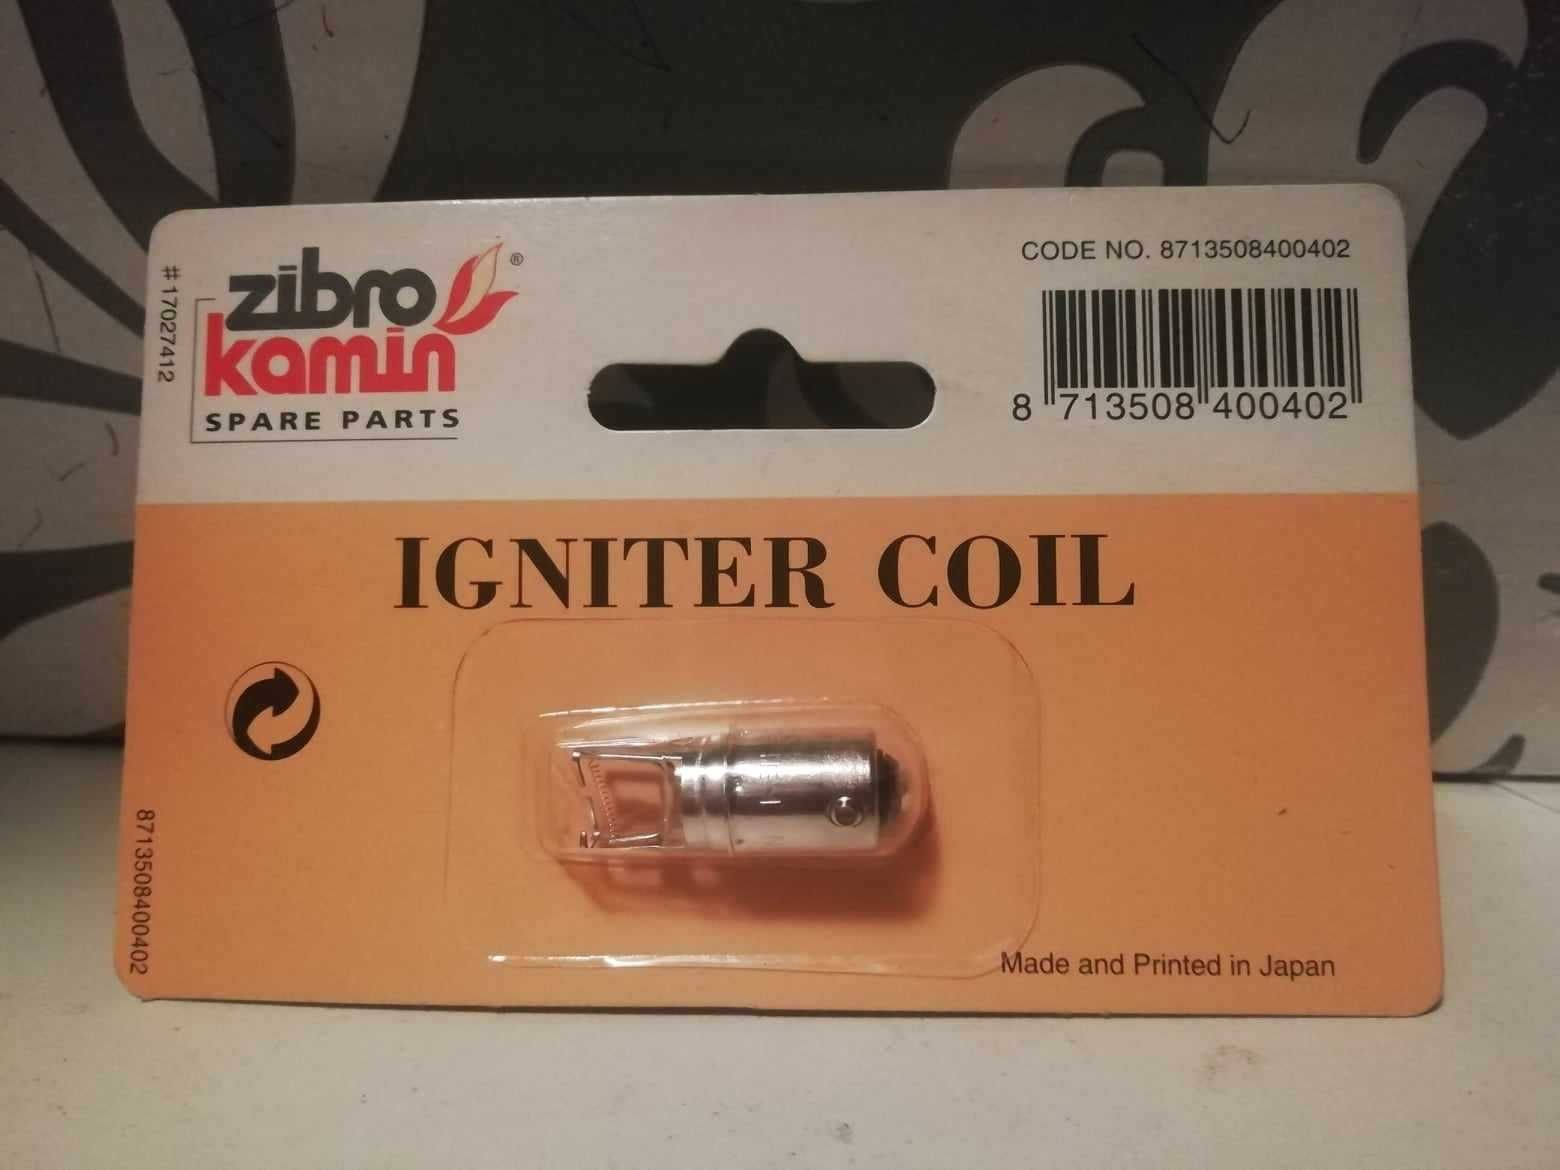 #17027412
zibro ®
kamin
SPARE PARTS
CODE NO. 8713508400402
8 713508 400402
IGNITER COIL
8713508400402
Made and Printed in Japan